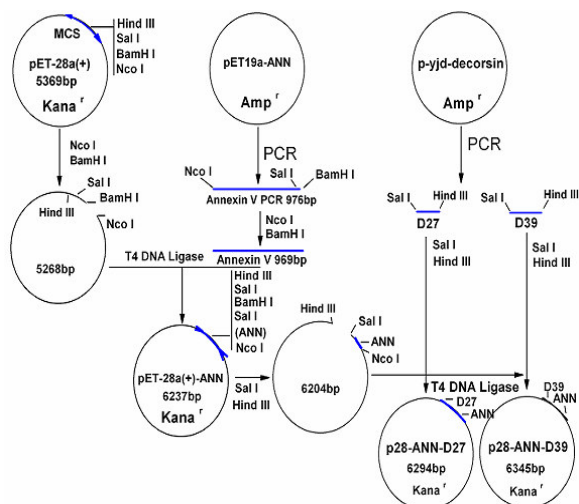 MCS
pET-28a(+)
5369bp
Kana r
Hind III
Sal I
BamH I
Nco I
pET19a-ANN
Amp r
p-yjd-decorsin
Amp r
Nco I
BamH I
PCR
PCR
Nco I
Sal I
BamH I
Annexin V PCR 976bp
Sal I
Hind III
D27
Sal I
Hind III
D39
Hind III
Sal I
BamH I
Nco I
5268bp
Nco I
BamH I
Annexin V 969bp
Sal I
Hind III
Sal I
Hind III
T4 DNA Ligase
Hind III
Sal I
BamH I
Sal I
(ANN)
Nco I
pET-28a(+)-ANN
6237bp
Kana r
Sal I
Hind III
Hind III
Sal I
ANN
Nco I
6204bp
T4 DNA Ligase
D27
ANN
p28-ANN-D27
6294bp
Kana r
D39
ANN
p28-ANN-D39
6345bp
Kana r